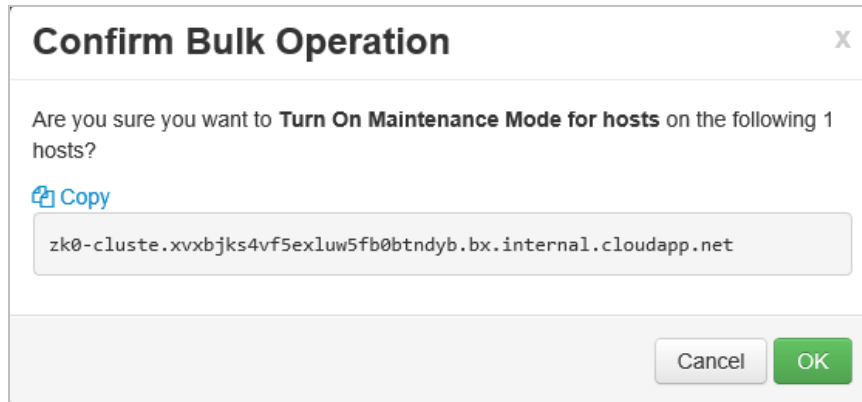 Confirm Bulk Operation
x
Are you sure you want to Turn On Maintenance Mode for hosts on the following 1
hosts?
Copy
zk0-cluste.xvxbjks4vf5exluw5fb0btndyb.bx.internal.cloudapp.net
Cancel
OK